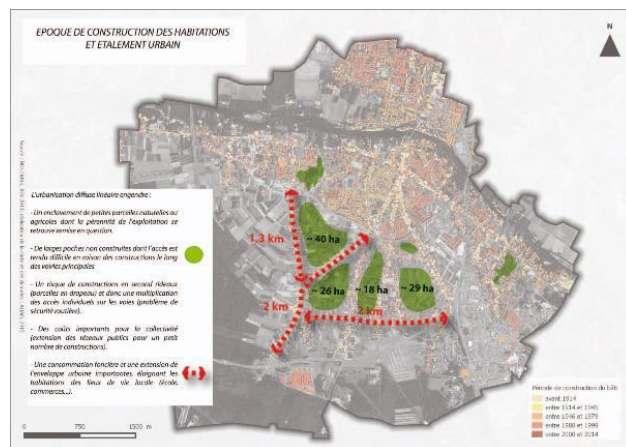 EPOQUE DE CONSTRUCTION DES HABITATIONS
ET ETALEMENT URBAIN
N
L'urbanisation diffuse linéaire engendre :
- Un enclavement de petites parcelles naturelles ou
agricoles dont la pérennité de l'exploitation se
retrouve remise en question.
- De larges poches non construites dont l'accès est
rendu difficile en raison des constructions le long
des voiries principales
- Un risque de constructions en second rideaux
(parcelles en drapeau) et donc une multiplication
des accès individuels sur les voies (problème de
sécurité routière).
- Des coûts importants pour la collectivité
(extension des réseaux publics pour un petit
nombre de constructions).
- Une consommation foncière et une extension de
l'enveloppe urbaine importantes, éloignant les
habitations des lieux de vie locale (école,
commerces...).
1,3 km
~ 40 ha
~ 26 ha
~ 18 ha
~ 29 ha
2 km
2 km
Période de construction du bâti
avant 1914
entre 1914 et 1945
entre 1946 et 1979
entre 1980 et 1999
entre 2000 et 2014
0 750 1500 m